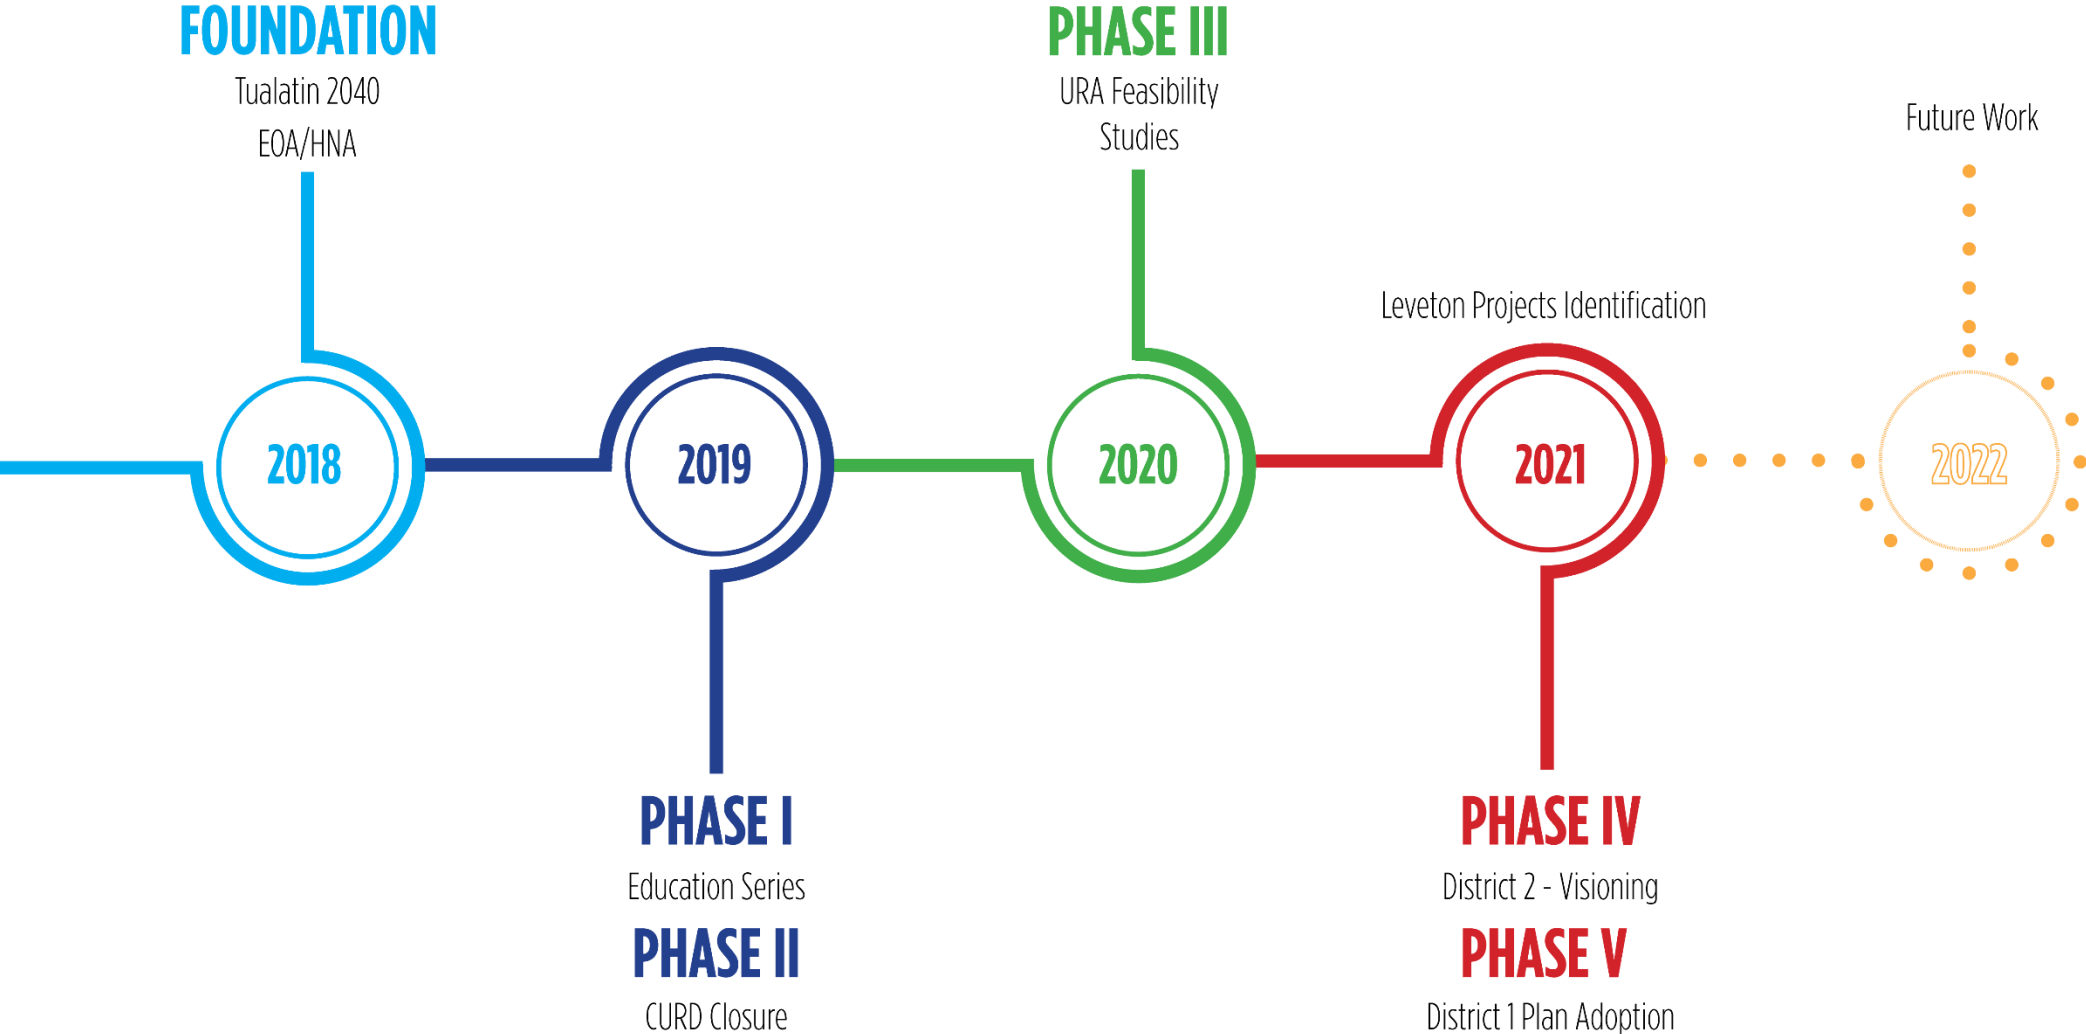 FOUNDATION
Tualatin 2040
EOA/HNA
2018
2019
PHASE I
Education Series
PHASE II
CURD Closure
PHASE III
URA Feasibility
Studies
2020
Leveton Projects Identification
2021
PHASE IV
District 2 - Visioning
PHASE V
District 1 Plan Adoption
Future Work
2022